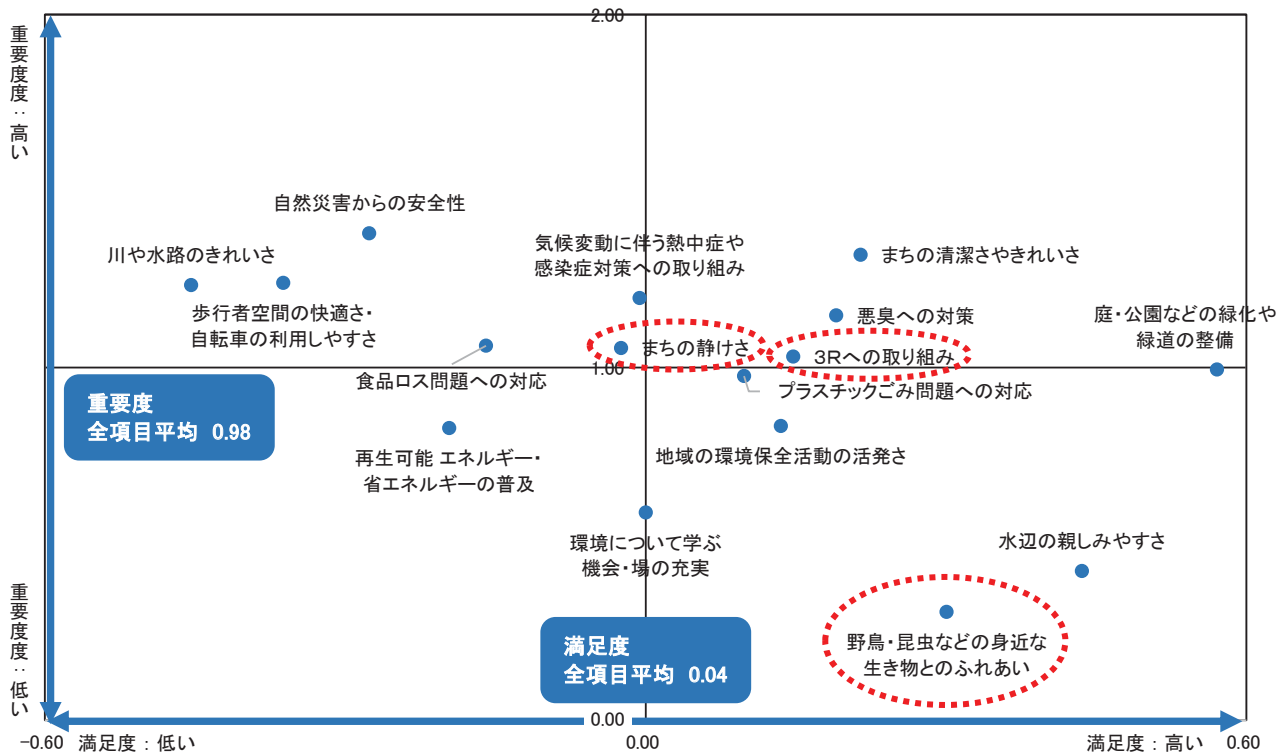 2.00
重要度度：高い
自然災害からの安全性
川や水路のきれいさ
歩行者空間の快適さ・
自転車の利用しやすさ
気候変動に伴う熱中症や
感染症対策への取り組み
まちの清潔さやきれいさ
悪臭への対策
庭・公園などの緑化や
緑道の整備
まちの静けさ
3Rへの取り組み
食品ロス問題への対応
1.00
プラスチックごみ問題への対応
重要度
全項目平均 0.98
再生可能 エネルギー・
省エネルギーの普及
地域の環境保全活動の活発さ
環境について学ぶ
機会・場の充実
水辺の親しみやすさ
野鳥・昆虫などの身近な
生き物とのふれあい
満足度
全項目平均 0.04
重要度度：低い
0.00
-0.60
満足度：低い
0.00
満足度：高い
0.60